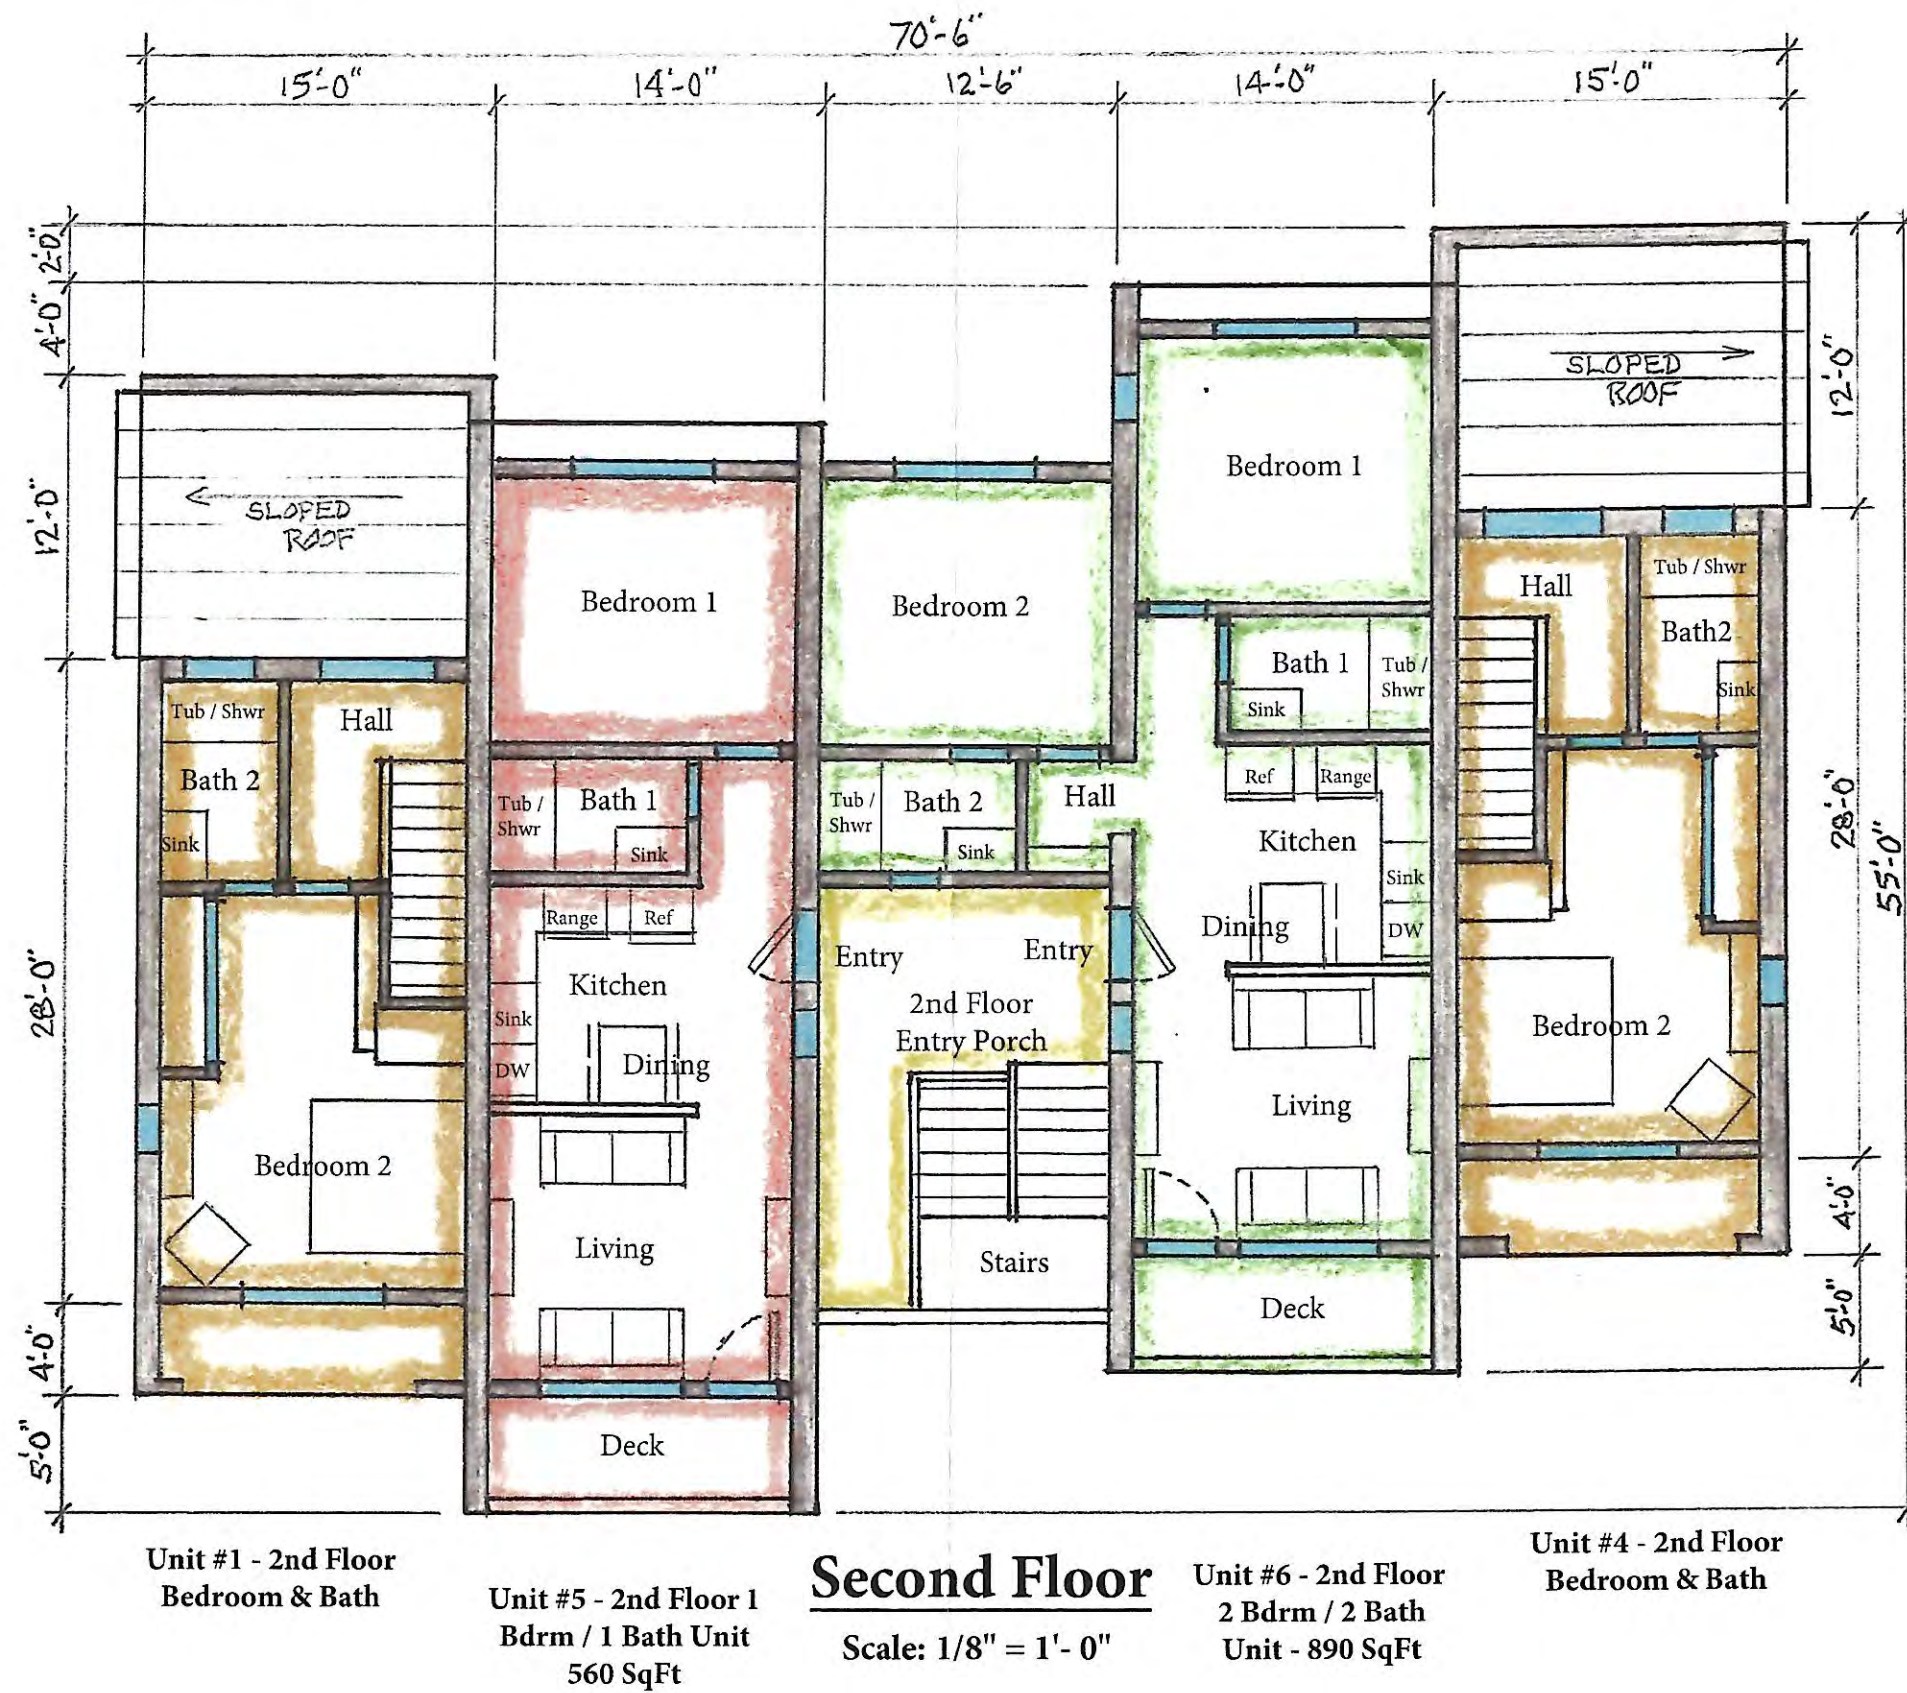 70'-6"
15'-0"
14'-0"
12'-6"
14'-0"
15'-0"
2'-0"
4'-0"
12'-0"
28'-0"
4'-0"
5'-0"
SLOPED
ROOF
Tub / Shwr
Hall
Bath 2
Sink
Bedroom 2
Bedroom 1
Tub /
Shwr
Bath 1
Sink
Range
Ref
Kitchen
Sink
Dining
DW
Living
Deck
Bedroom 2
Tub /
Shwr
Bath 2
Sink
Hall
Entry
Entry
2nd Floor
Entry Porch
Stairs
Bedroom 1
Bath 1
Tub /
Shwr
Sink
Ref
Range
Kitchen
Sink
Dining
DW
Living
Deck
SLOPED
ROOF
Hall
Tub / Shwr
Bath2
Sink
Bedroom 2
12'-0"
28'-0"
55'-0"
4'-0"
5'-0"
Unit #1 - 2nd Floor
Bedroom & Bath
Unit #5 - 2nd Floor 1
Bdrm / 1 Bath Unit
560 SqFt
Second Floor
Scale: 1/8" = 1'- 0"
Unit #6 - 2nd Floor
2 Bdrm / 2 Bath
Unit - 890 SqFt
Unit #4 - 2nd Floor
Bedroom & Bath